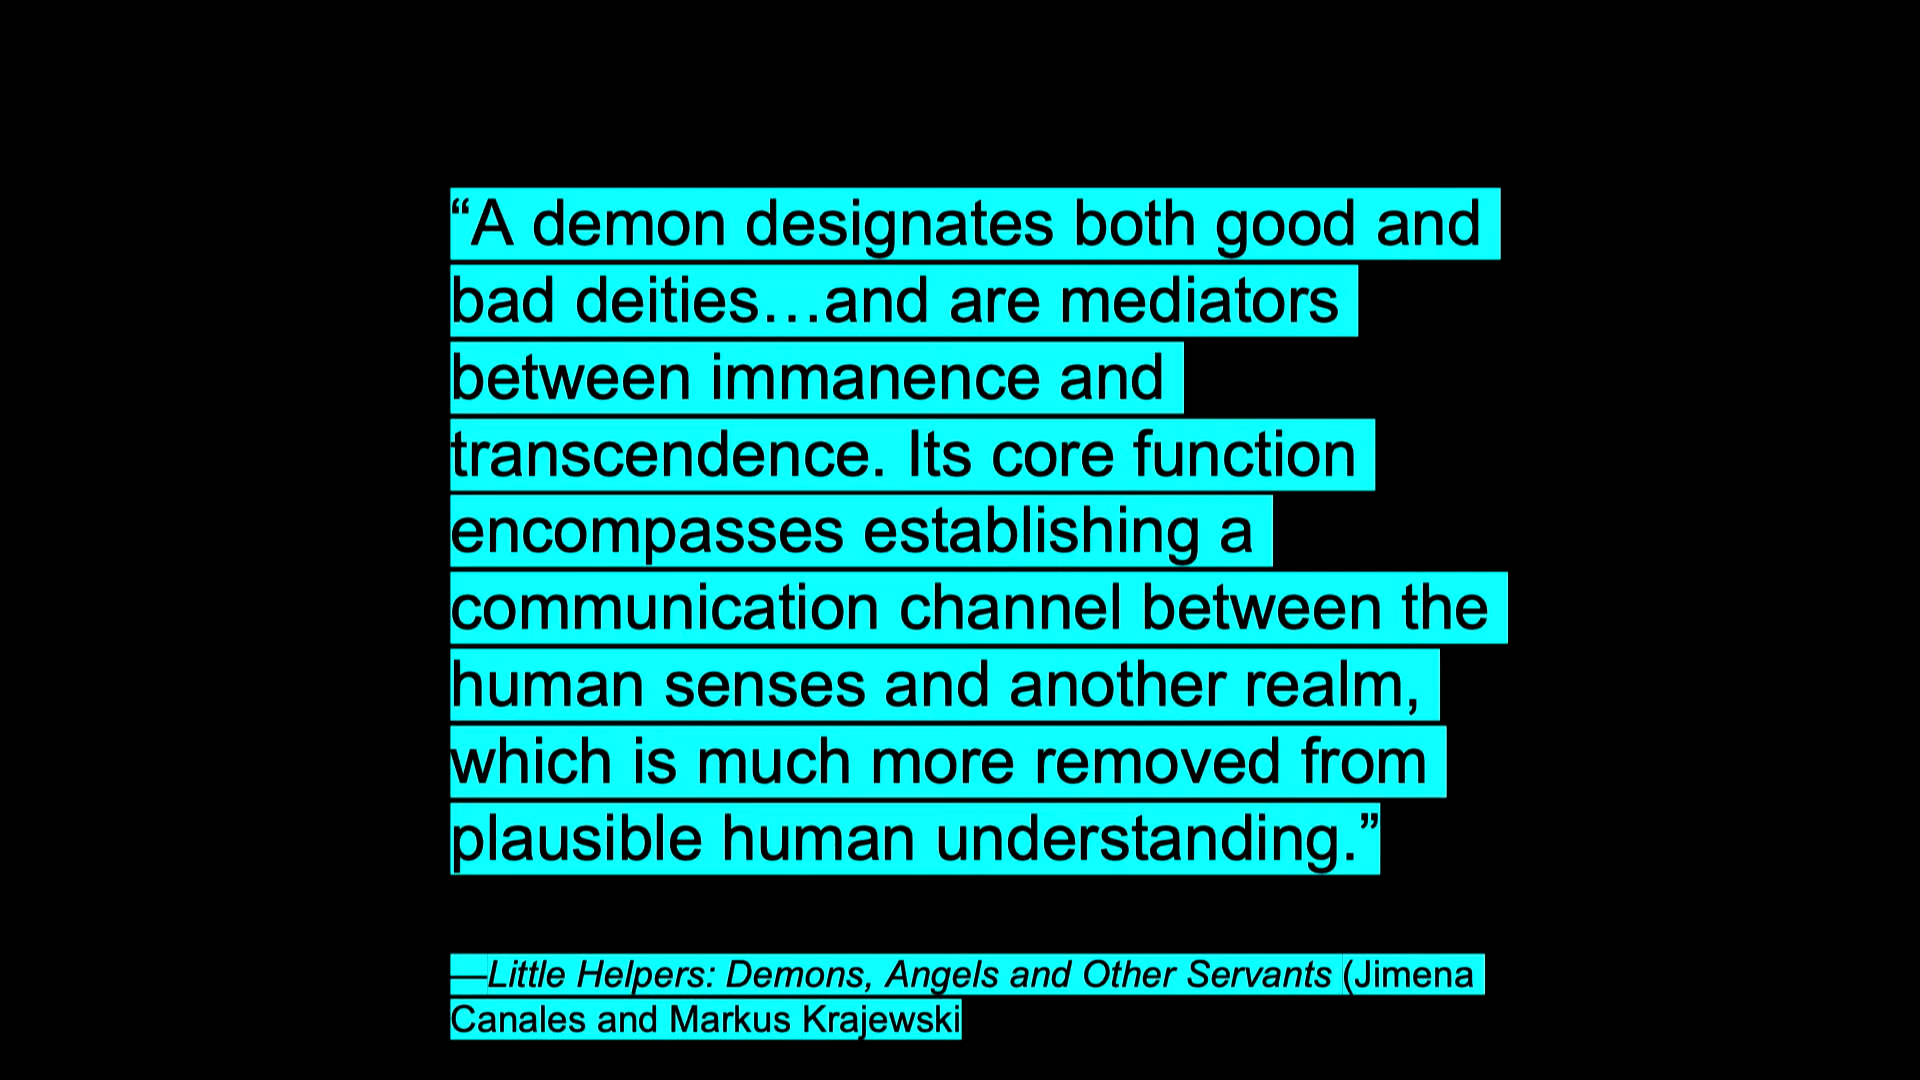 “A demon designates both good and
bad deities…and are mediators
between immanence and
transcendence. Its core function
encompasses establishing a
communication channel between the
human senses and another realm,
which is much more removed from
plausible human understanding.”
—Little Helpers: Demons, Angels and Other Servants (Jimena
Canales and Markus Krajewski